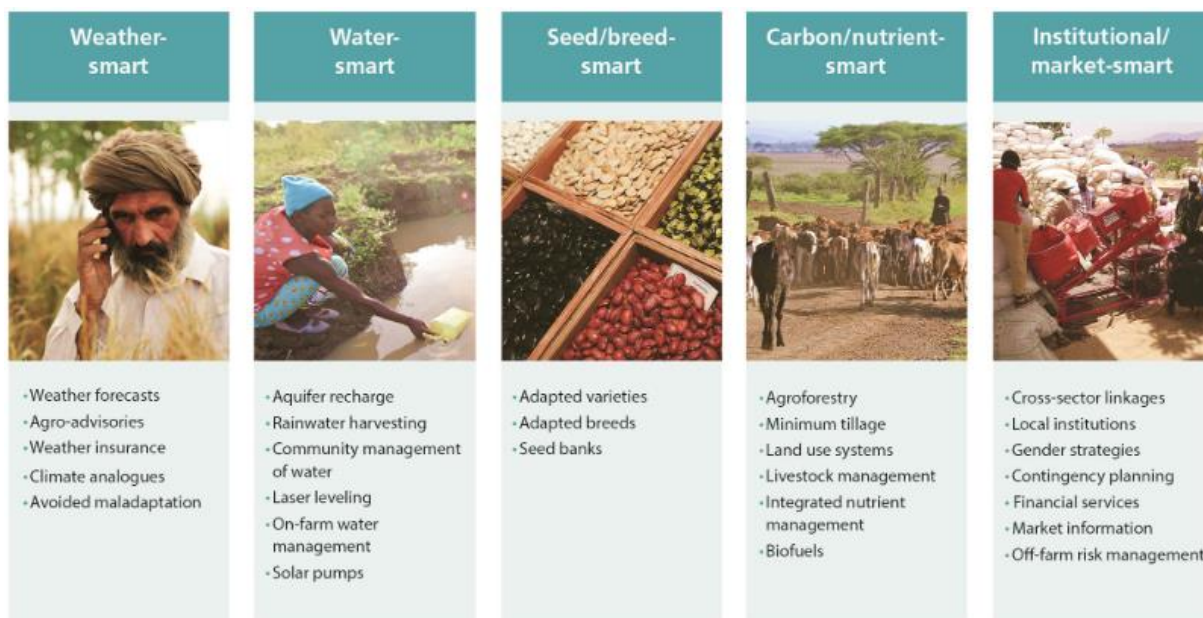 Weather-
smart
Water-
smart
Seed/breed-
smart
Carbon/nutrient-
smart
Institutional/
market-smart
• Weather forecasts
• Agro-advisories
• Weather insurance
• Climate analogues
• Avoided maladaptation
• Aquifer recharge
• Rainwater harvesting
• Community management
of water
• Laser leveling
• On-farm water
management
• Solar pumps
• Adapted varieties
• Adapted breeds
• Seed banks
• Agroforestry
• Minimum tillage
• Land use systems
• Livestock management
• Integrated nutrient
management
• Biofuels
• Cross-sector linkages
• Local institutions
• Gender strategies
• Contingency planning
• Financial services
• Market information
• Off-farm risk management